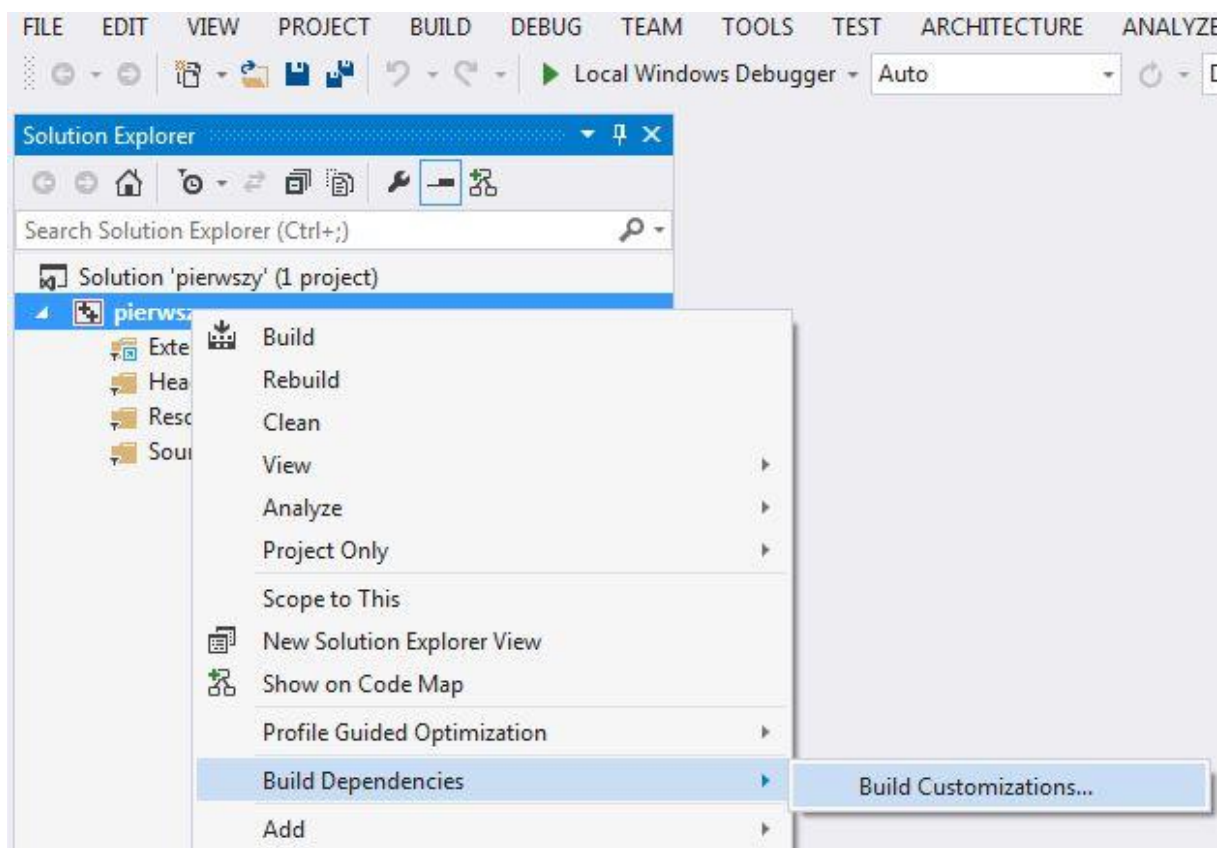 FILE EDIT VIEW PROJECT BUILD DEBUG TEAM TOOLS TEST ARCHITECTURE ANALYZE
Local Windows Debugger Auto
Solution Explorer
Search Solution Explorer (Ctrl+;)
Solution 'pierwszy' (1 project)
pierwsz
Exte
Hea
Reso
Sour
Build
Rebuild
Clean
View
Analyze
Project Only
Scope to This
New Solution Explorer View
Show on Code Map
Profile Guided Optimization
Build Dependencies
Build Customizations...
Add